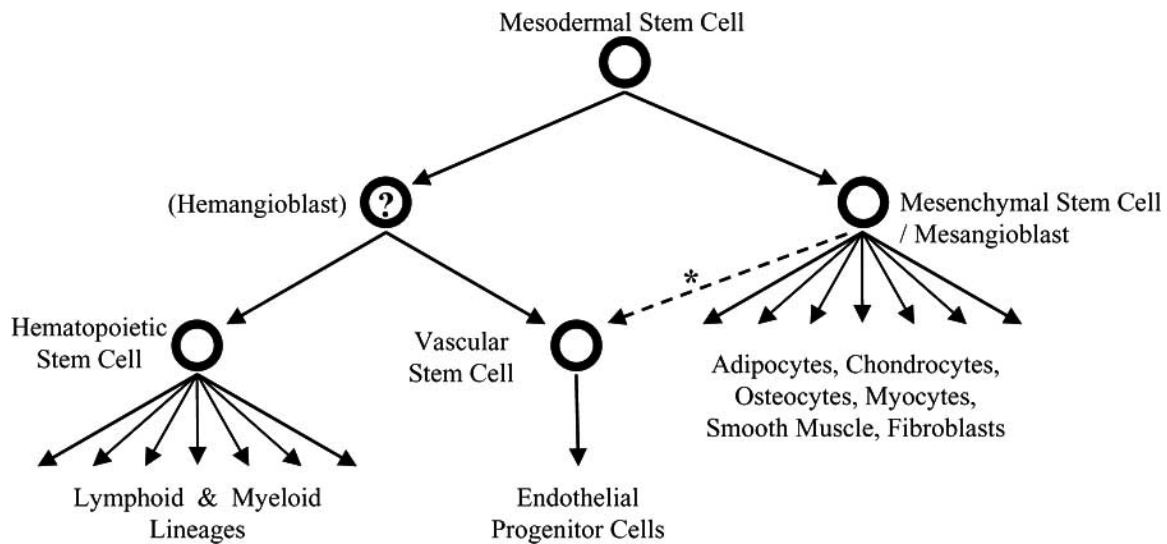 Mesodermal Stem Cell
(Hemangioblast)
?
Mesenchymal Stem Cell
/ Mesangioblast
*
Hematopoietic
Stem Cell
Vascular
Stem Cell
Adipocytes, Chondrocytes,
Osteocytes, Myocytes,
Smooth Muscle, Fibroblasts
Lymphoid & Myeloid
Lineages
Endothelial
Progenitor Cells